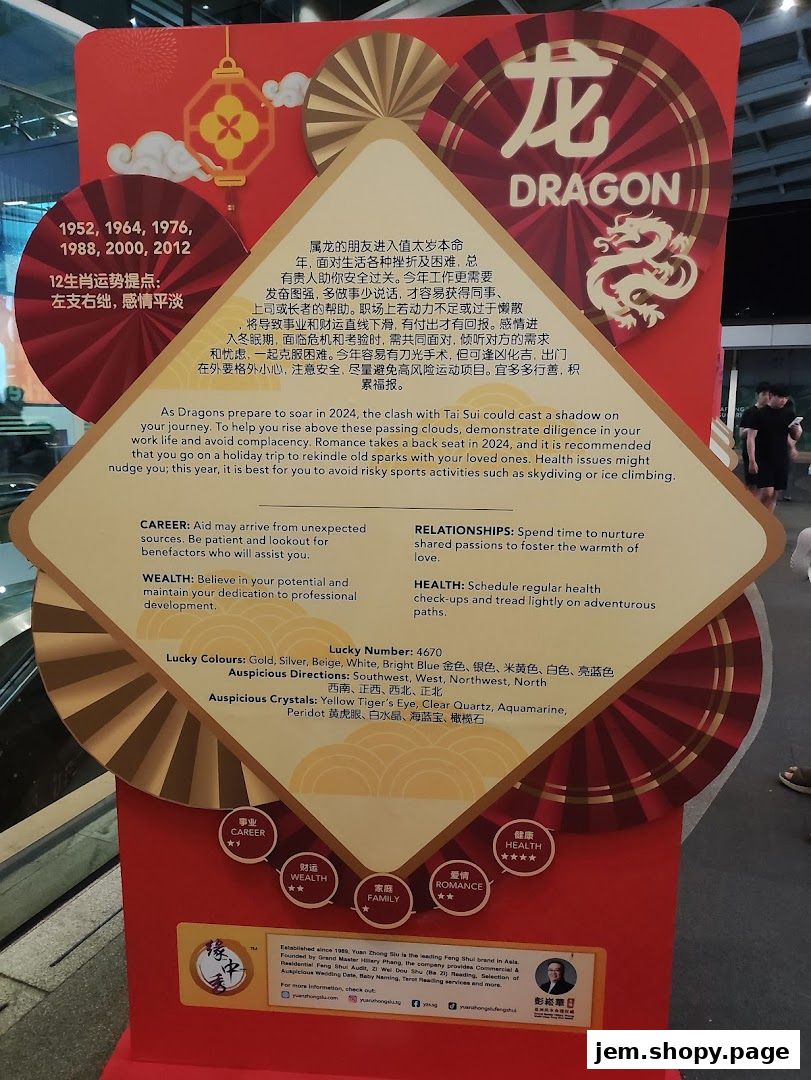 龙
DRAGON
1952, 1964, 1976,
1988, 2000, 2012
12生肖运势提点:
左支右绌, 感情平淡
属龙的朋友进入值太岁本命
年, 面对生活各种挫折及困难, 总
有贵人助你安全过关。今年工作更需要
发奋图强, 多做事少说话, 才容易获得同事、
上司或长者的帮助。职场上若动力不足或过于懒散
, 将导致事业和财运直线下滑, 有付出才有回报。感情进
入冬眠期, 面临危机和考验时, 需共同面对, 倾听对方的需求
和忧虑, 一起克服困难。今年容易有刀光手术, 但可逢凶化吉, 出门
在外要格外小心, 注意安全, 尽量避免高风险运动项目。宜多多行善, 积
累福报。
As Dragons prepare to soar in 2024, the clash with Tai Sui could cast a shadow on
your journey. To help you rise above these passing clouds, demonstrate diligence in your
work life and avoid complacency. Romance takes a back seat in 2024, and it is recommended
that you go on a holiday trip to rekindle old sparks with your loved ones. Health issues might
nudge you; this year, it is best for you to avoid risky sports activities such as skydiving or ice climbing.
CAREER: Aid may arrive from unexpected
sources. Be patient and lookout for
benefactors who will assist you.
WEALTH: Believe in your potential and
maintain your dedication to professional
development.
RELATIONSHIPS: Spend time to nurture
shared passions to foster the warmth of
love.
HEALTH: Schedule regular health
check-ups and tread lightly on adventurous
paths.
Lucky Number: 4670
Lucky Colours: Gold, Silver, Beige, White, Bright Blue 金色、银色、米黄色、白色、亮蓝色
Auspicious Directions: Southwest, West, Northwest, North
西南、正西、西北、正北
Auspicious Crystals: Yellow Tiger's Eye, Clear Quartz, Aquamarine,
Peridot 黄虎眼、白水晶、海蓝宝、橄榄石
事业
CAREER
财运
WEALTH
家庭
FAMILY
爱情
ROMANCE
健康
HEALTH
缘中秀
TM
Established since 1989, Yuan Zhong Siu is the leading Feng Shui brand in Asia.
Founded by Grand Master Hillary Phang, the company provides Commercial &
Residential Feng Shui Audit, Zi Wei Dou Shu (Ba Zi) Reading, Selection of
Auspicious Wedding Date, Baby Naming, Tarot Reading services and more.
For more information, check out:
yuanzhongsiu.com yuanzhongsiu.sg yzs.sg yuanzhongsiufengshui
彭崧華
jem.shopy.page